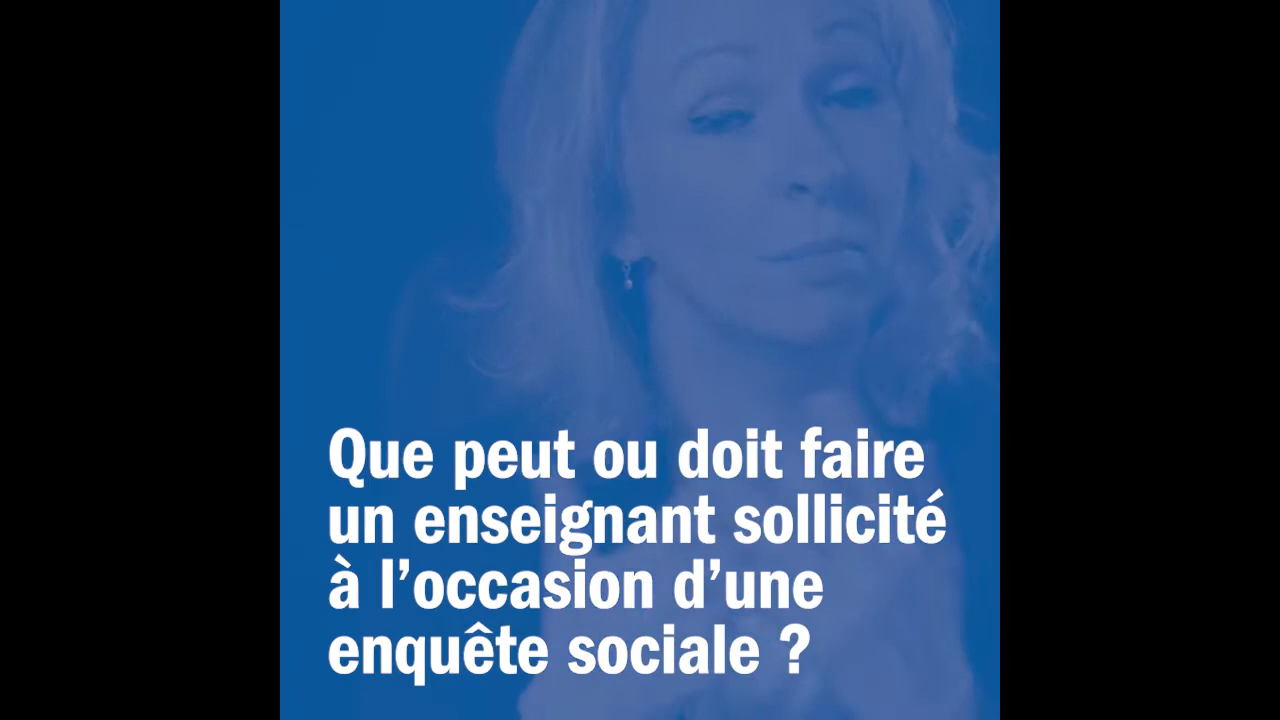 Que peut ou doit faire
un enseignant sollicité
à l’occasion d’une
enquête sociale ?